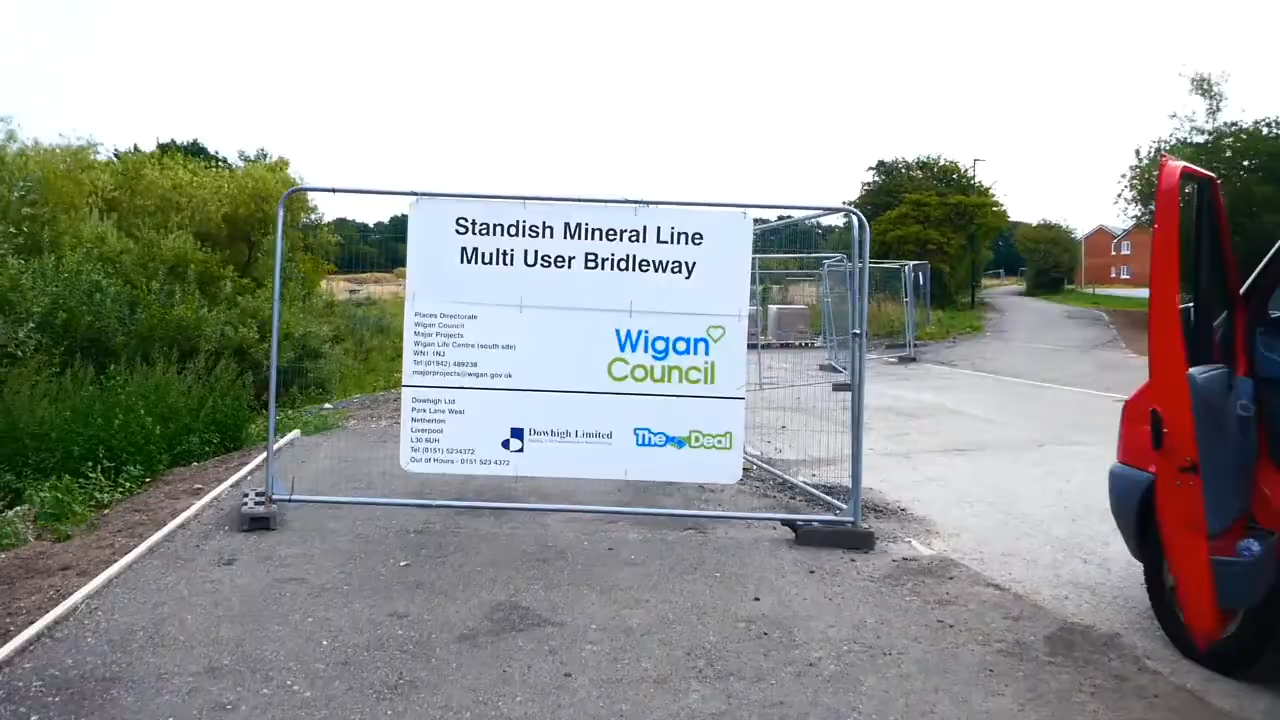 Standish Mineral Line
Multi User Bridleway
Places Directorate
Wigan Council
Major Projects
Wigan Life Centre (south site)
WN1 1NJ
Tel:(01942) 489238
majorprojects@wigan.gov.uk
Wigan
Council
Dowhigh Ltd
Park Lane West
Netherton
Liverpool
L30 6UH
Tel:(0151) 5234372
Out of Hours - 0151 523 4372
Dowhigh Limited
The Deal